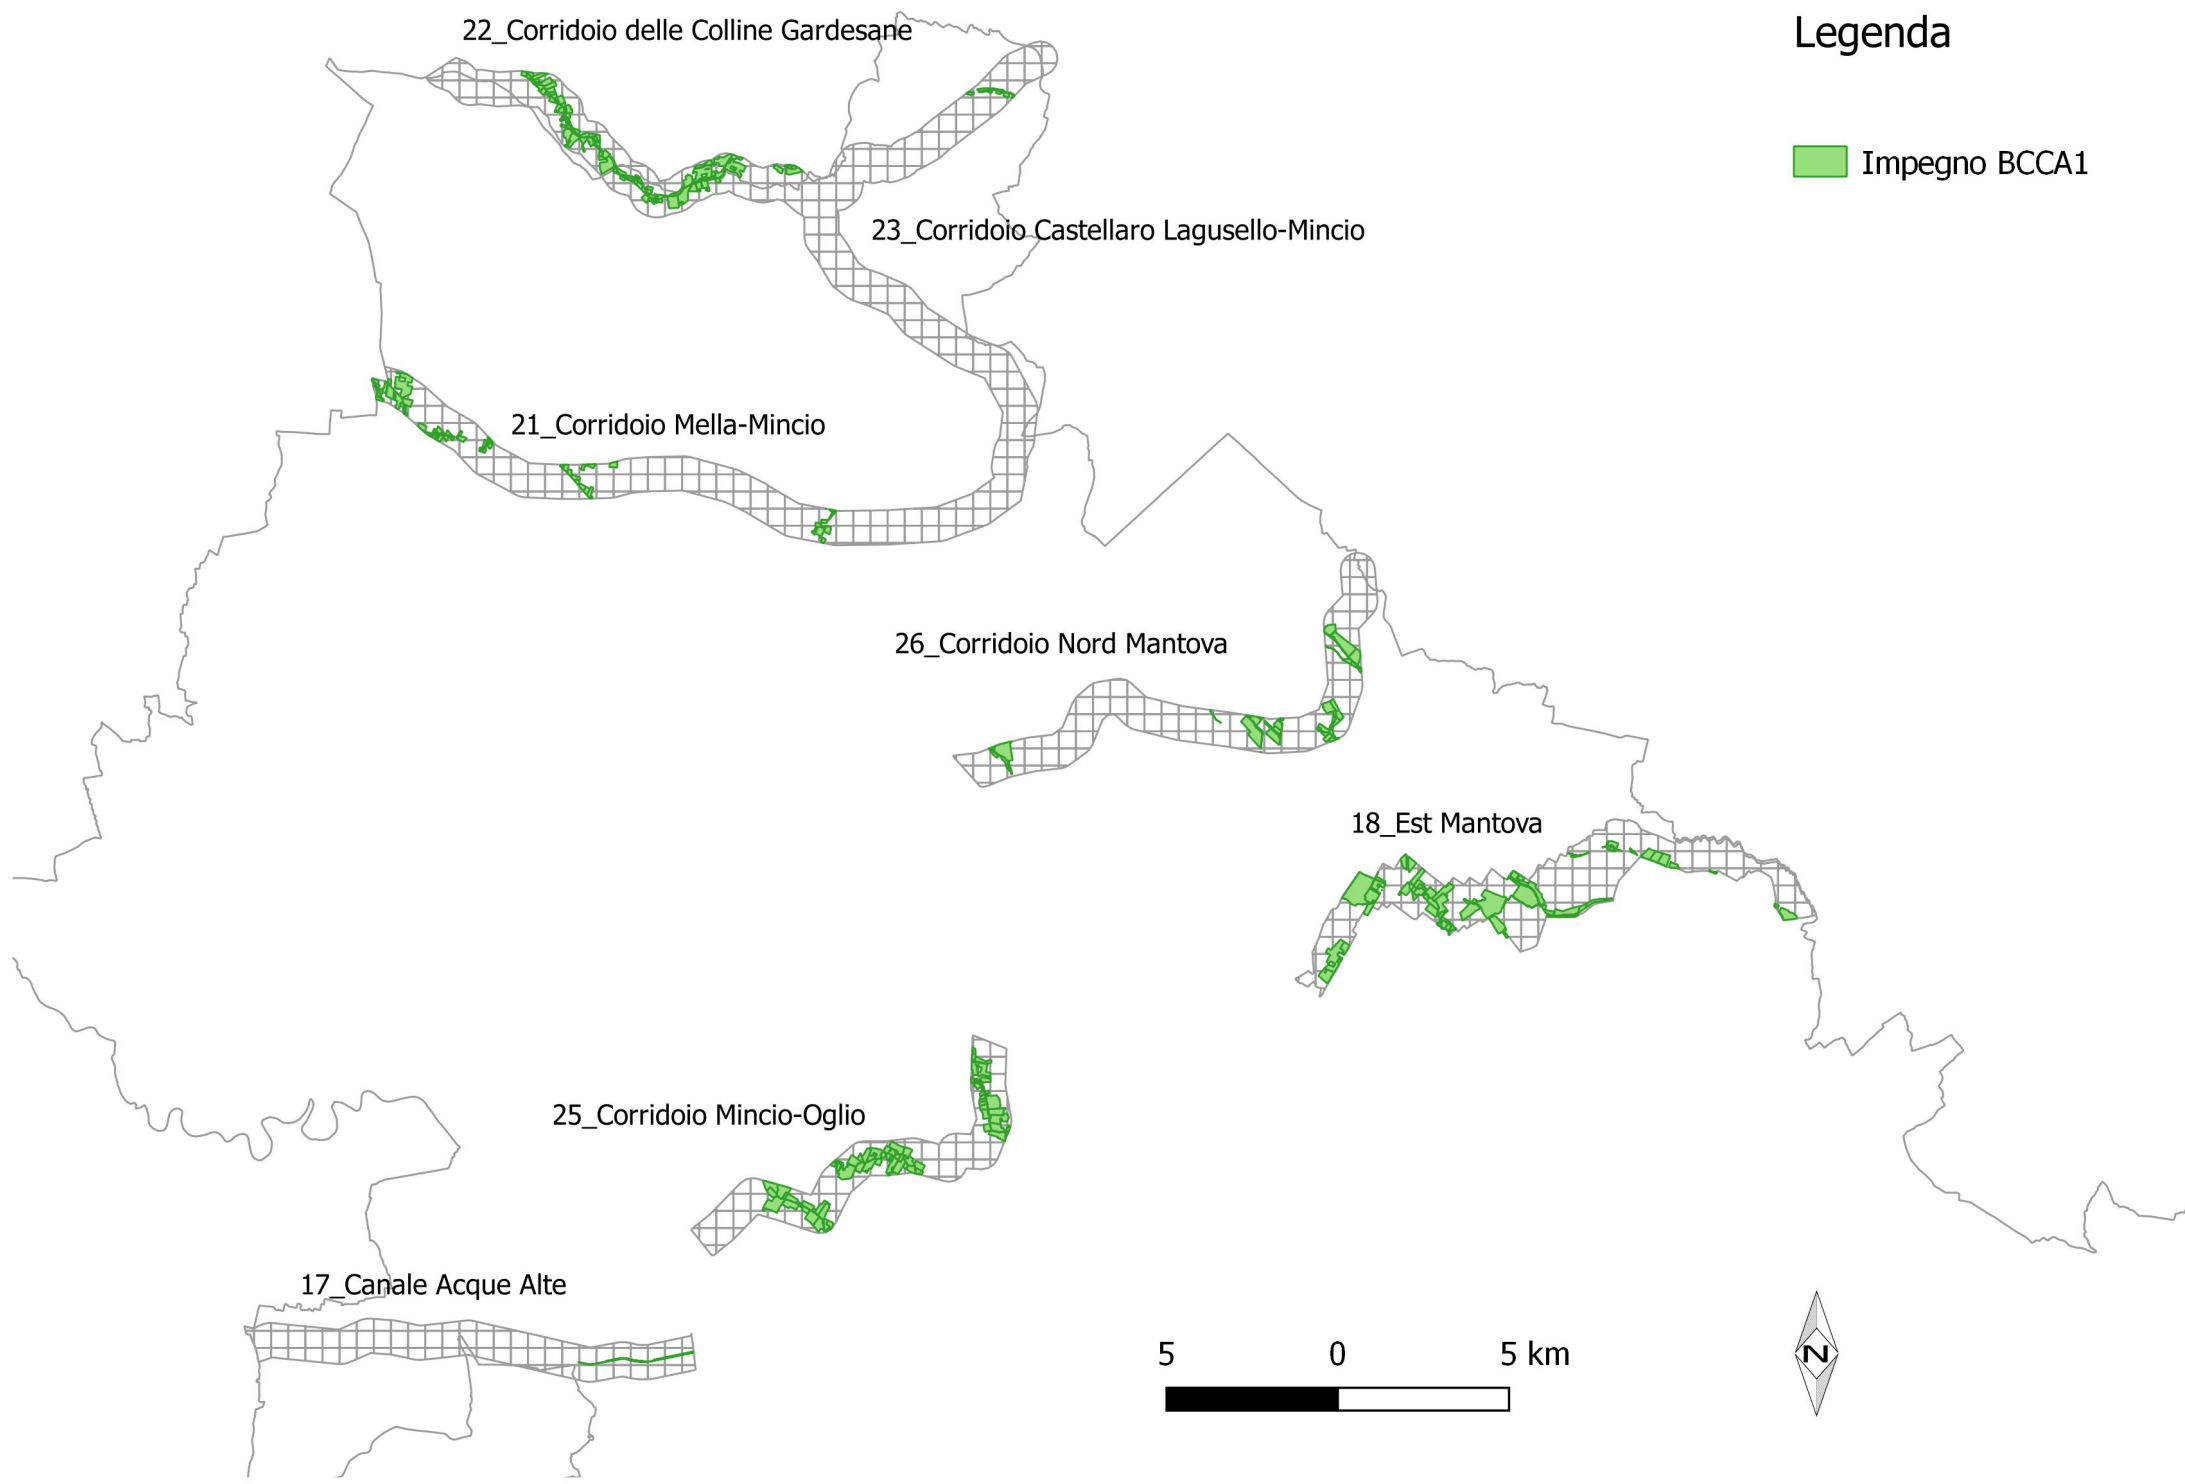 22_Corridoio delle Colline Gardesane
Legenda
Impegno BCCA1
23_Corridoio Castellaro Lagusello-Mincio
21_Corridoio Mella-Mincio
26_Corridoio Nord Mantova
18_Est Mantova
25_Corridoio Mincio-Oglio
17_Canale Acque Alte
5 0 5 km
N